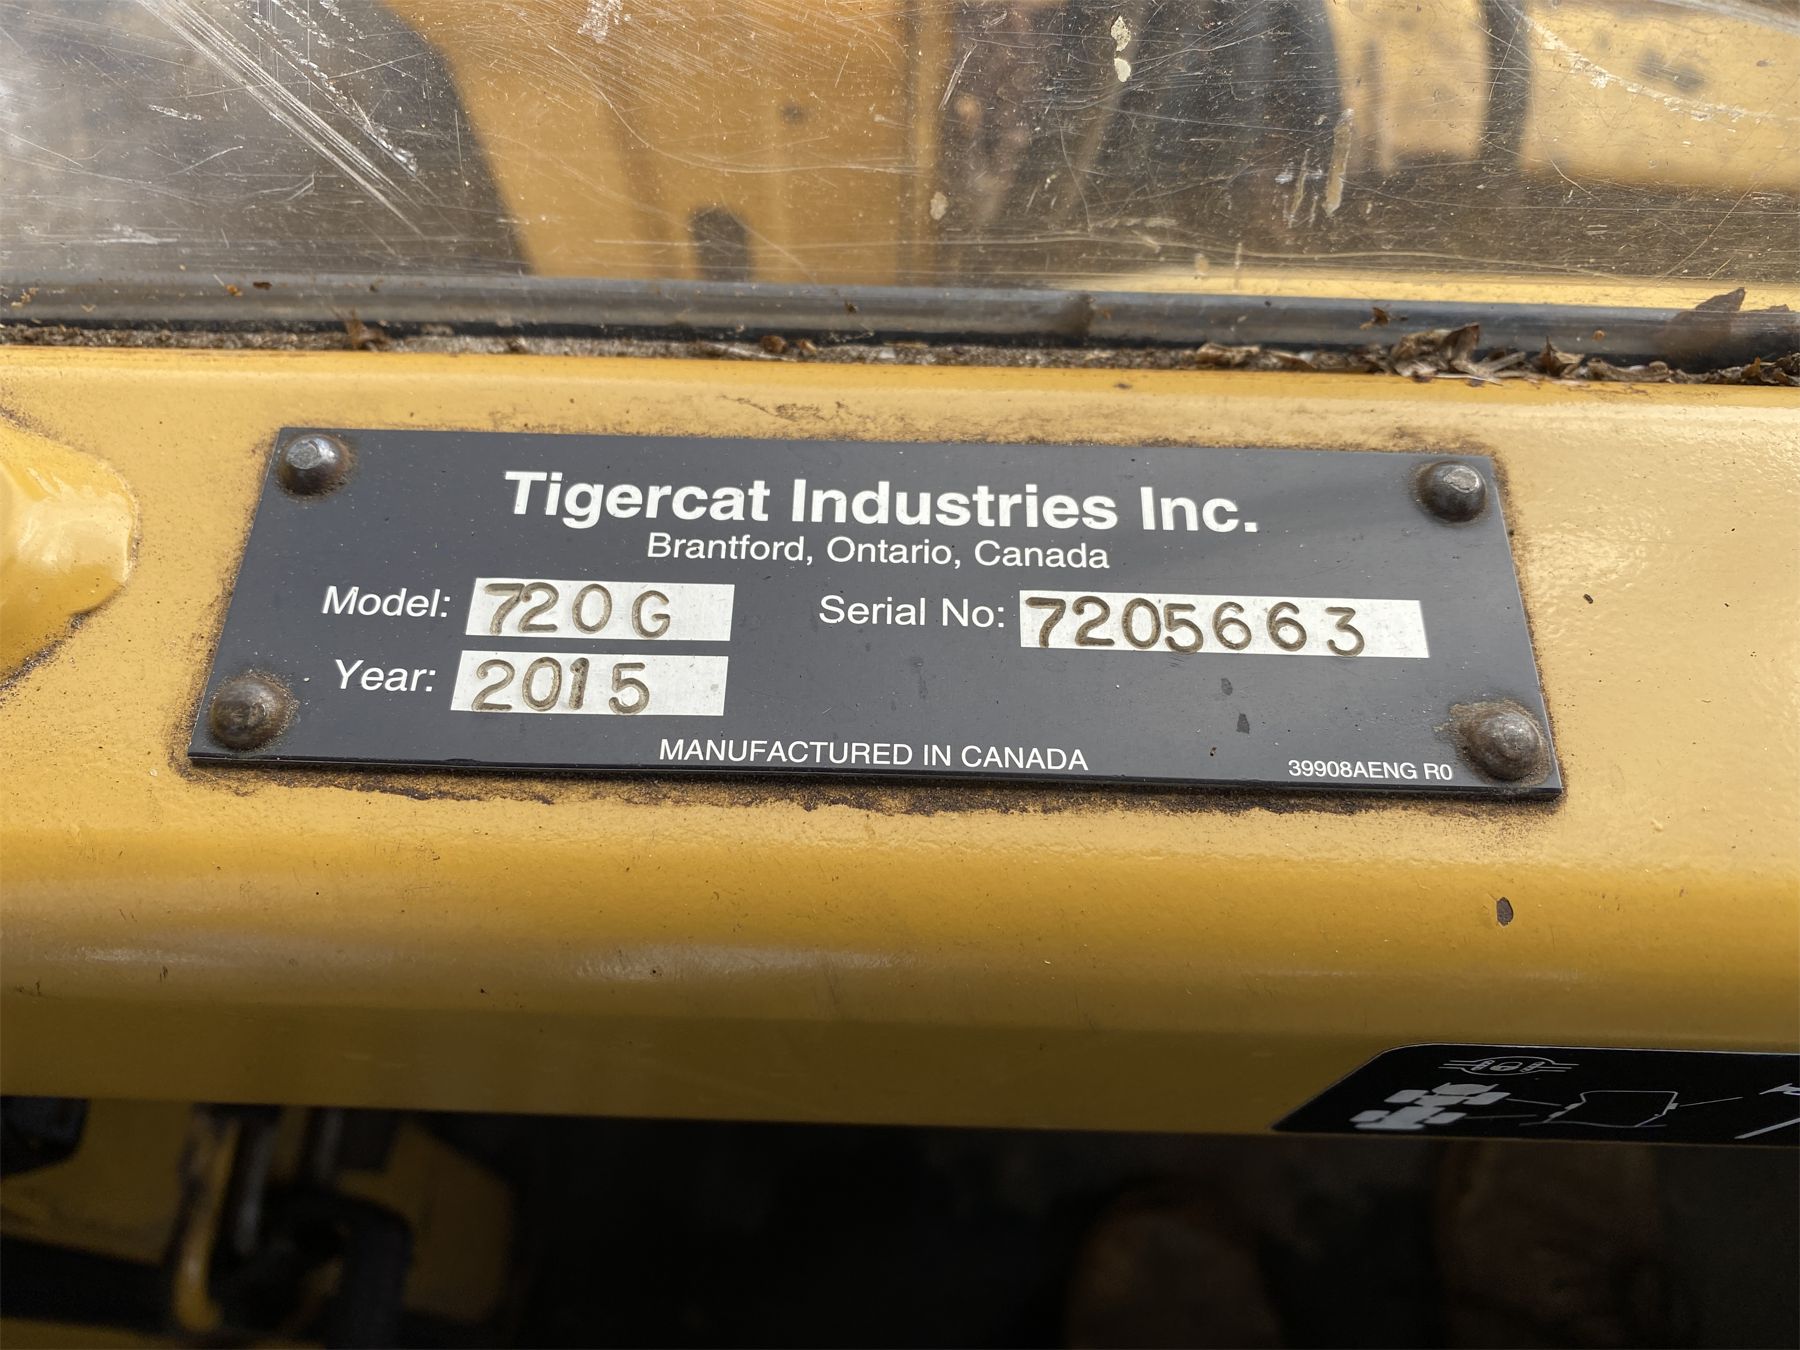 Tigercat Industries Inc.
Brantford, Ontario, Canada
Model: 720G Serial No: 7205663
Year: 2015
MANUFACTURED IN CANADA
39908AENG R0